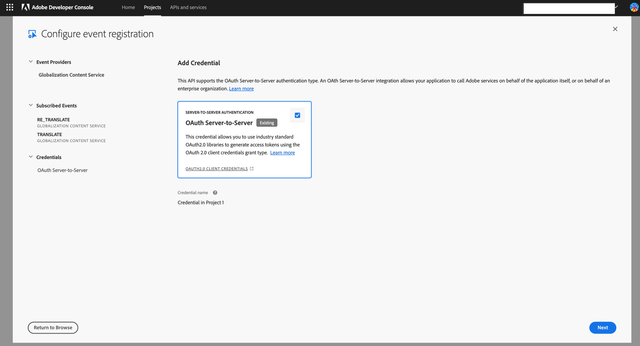 Adobe Developer Console
Home
Projects
APIs and services
Configure event registration
Event Providers
Globalization Content Service
Subscribed Events
RE_TRANSLATE
GLOBALIZATION CONTENT SERVICE
TRANSLATE
GLOBALIZATION CONTENT SERVICE
Credentials
OAuth Server-to-Server
Add Credential
This API supports the OAuth Server-to-Server authentication type. An OAth Server-to-Server integration allows your application to call Adobe services on behalf of the application itself, or on behalf of an
enterprise organization. Learn more
SERVER-TO-SERVER AUTHENTICATION
OAuth Server-to-Server Existing
This credential allows you to use industry standard
OAuth2.0 libraries to generate access tokens using the
OAuth 2.0 client credentials grant type. Learn more
OAUTH2.0 CLIENT CREDENTIALS
Credential name
Credential in Project 1
Return to Browse
Next